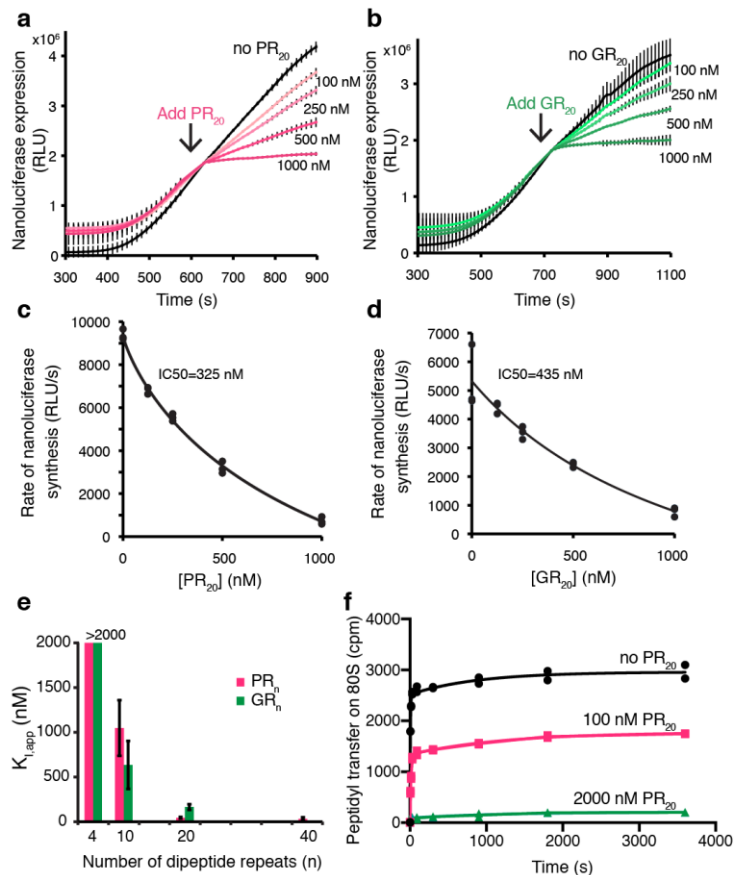 a
x10⁶
4
3
2
1
0
Nanoluciferase expression
(RLU)
no PR₂₀
100 nM
250 nM
500 nM
1000 nM
Add PR₂₀
300 400 500 600 700 800 900
Time (s)
b
x10⁶
3
2
1
0
Nanoluciferase expression
(RLU)
no GR₂₀
100 nM
250 nM
500 nM
1000 nM
Add GR₂₀
300 500 700 900 1100
Time (s)
c
10000
8000
6000
4000
2000
0
Rate of nanoluciferase
synthesis (RLU/s)
IC50=325 nM
0 500 1000
[PR₂₀] (nM)
d
7000
6000
5000
4000
3000
2000
1000
0
Rate of nanoluciferase
synthesis (RLU/s)
IC50=435 nM
0 500 1000
[GR₂₀] (nM)
e
>2000
2000
1500
1000
500
0
K_I,app (nM)
PRₙ
GRₙ
4 10 20 40
Number of dipeptide repeats (n)
f
4000
3000
2000
1000
0
Peptidyl transfer on 80S (cpm)
no PR₂₀
100 nM PR₂₀
2000 nM PR₂₀
0 1000 2000 3000 4000
Time (s)